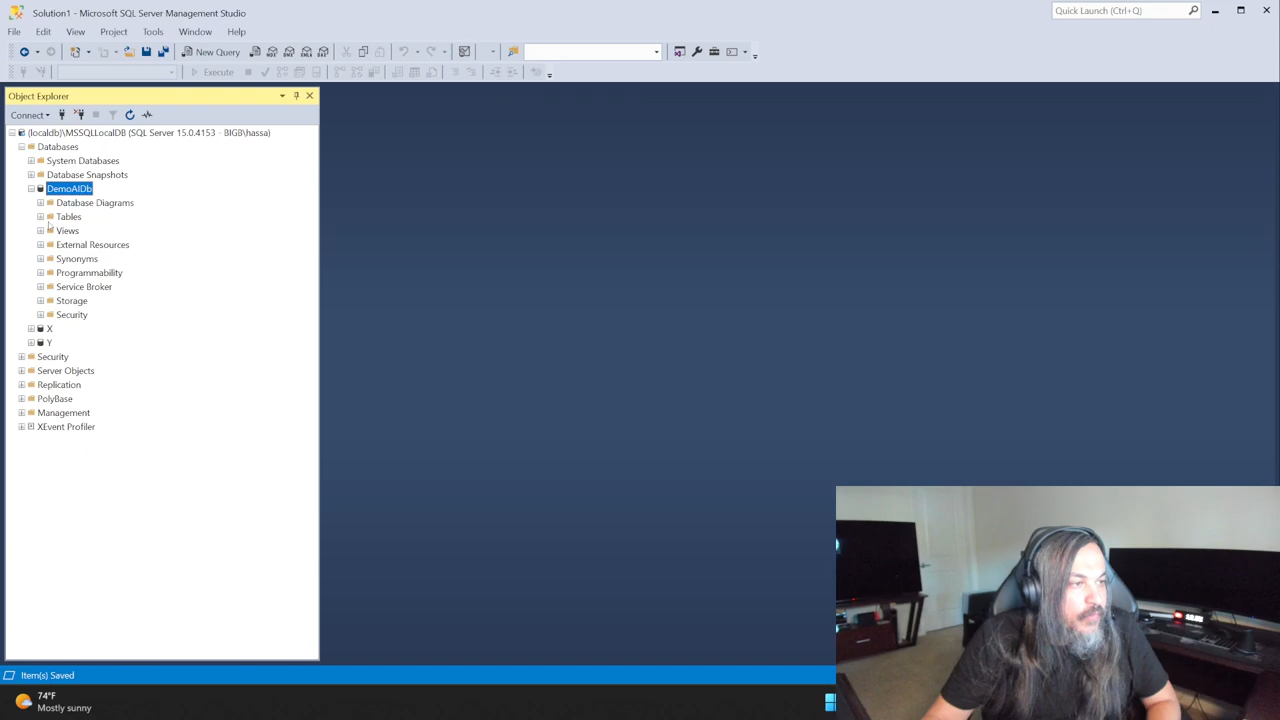 Solution1 - Microsoft SQL Server Management Studio
Quick Launch (Ctrl+Q)
File Edit View Project Tools Window Help
New Query
Execute
Object Explorer
Connect
(localdb)\MSSQLLocalDB (SQL Server 15.0.4153 - BIGB\hassa)
Databases
System Databases
Database Snapshots
DemoAIDb
Database Diagrams
Tables
Views
External Resources
Synonyms
Programmability
Service Broker
Storage
Security
X
Y
Security
Server Objects
Replication
PolyBase
Management
XEvent Profiler
Item(s) Saved
74°F
Mostly sunny